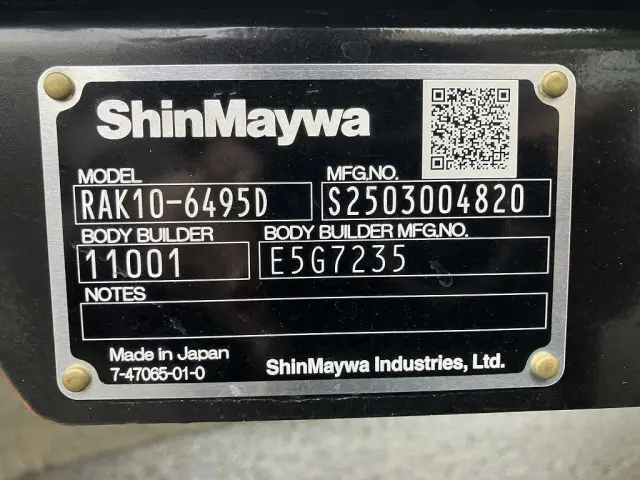 ShinMaywa
MODEL MFG.NO.
RAK10-6495D S2503004820
BODY BUILDER BODY BUILDER MFG.NO.
11001 E5G7235
NOTES
Made in Japan
7-47065-01-0 ShinMaywa Industries, Ltd.